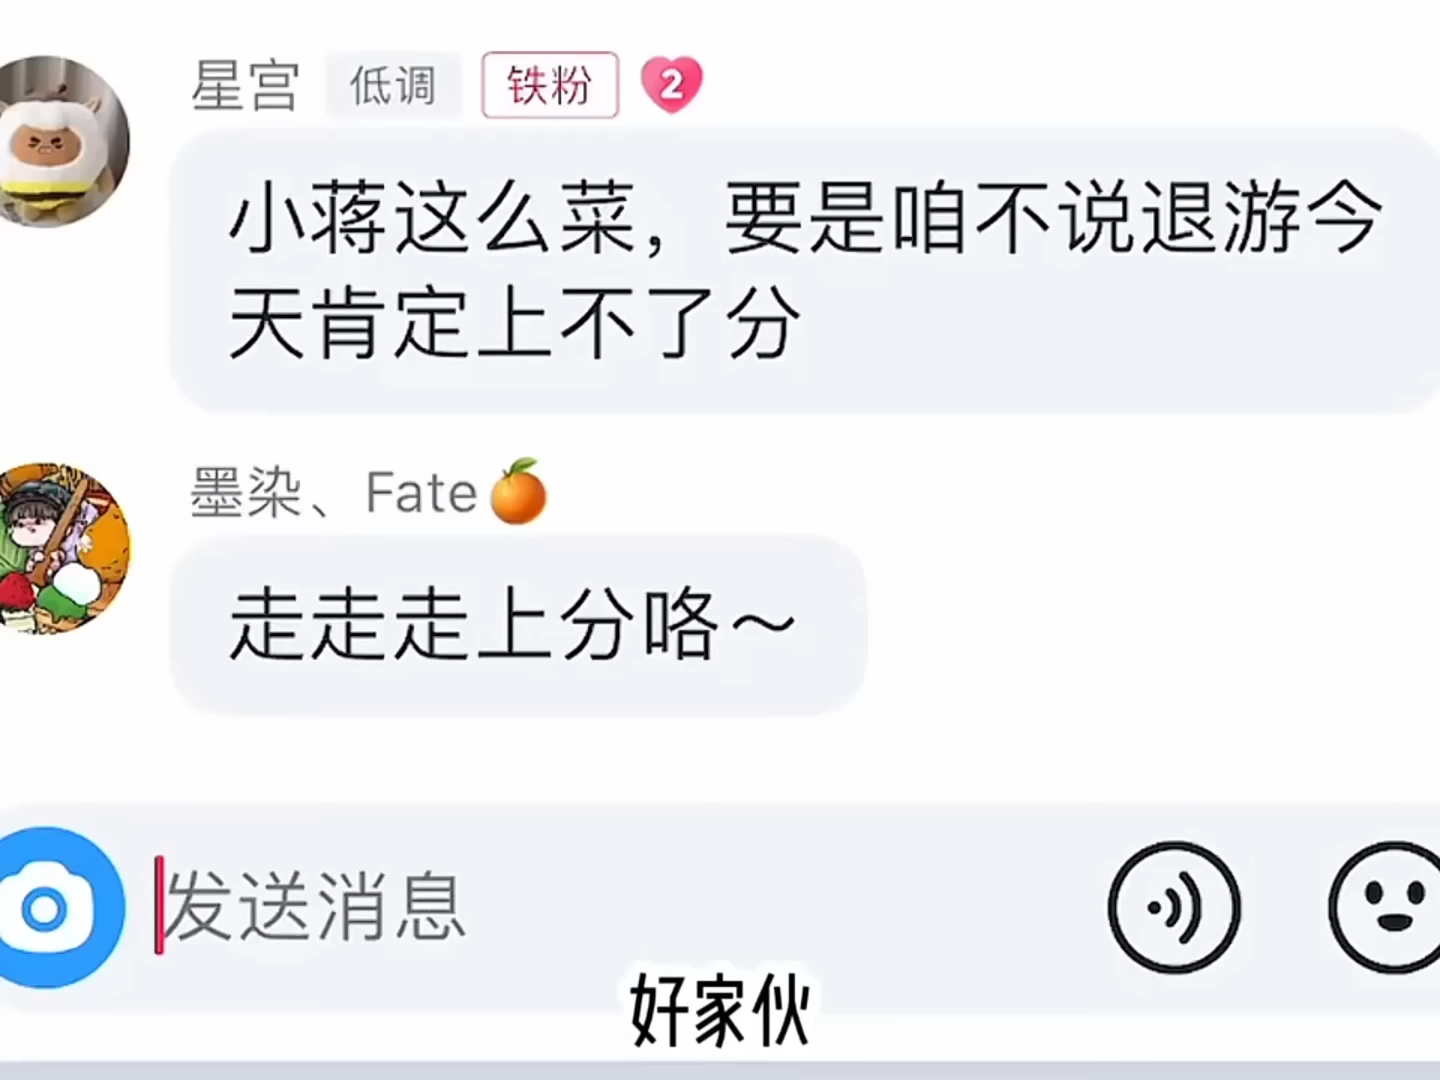 星宫 低调 铁粉 2
小蒋这么菜，要是咱不说退游今
天肯定上不了分
墨染、Fate🍊
走走走上分咯～
发送消息
好家伙